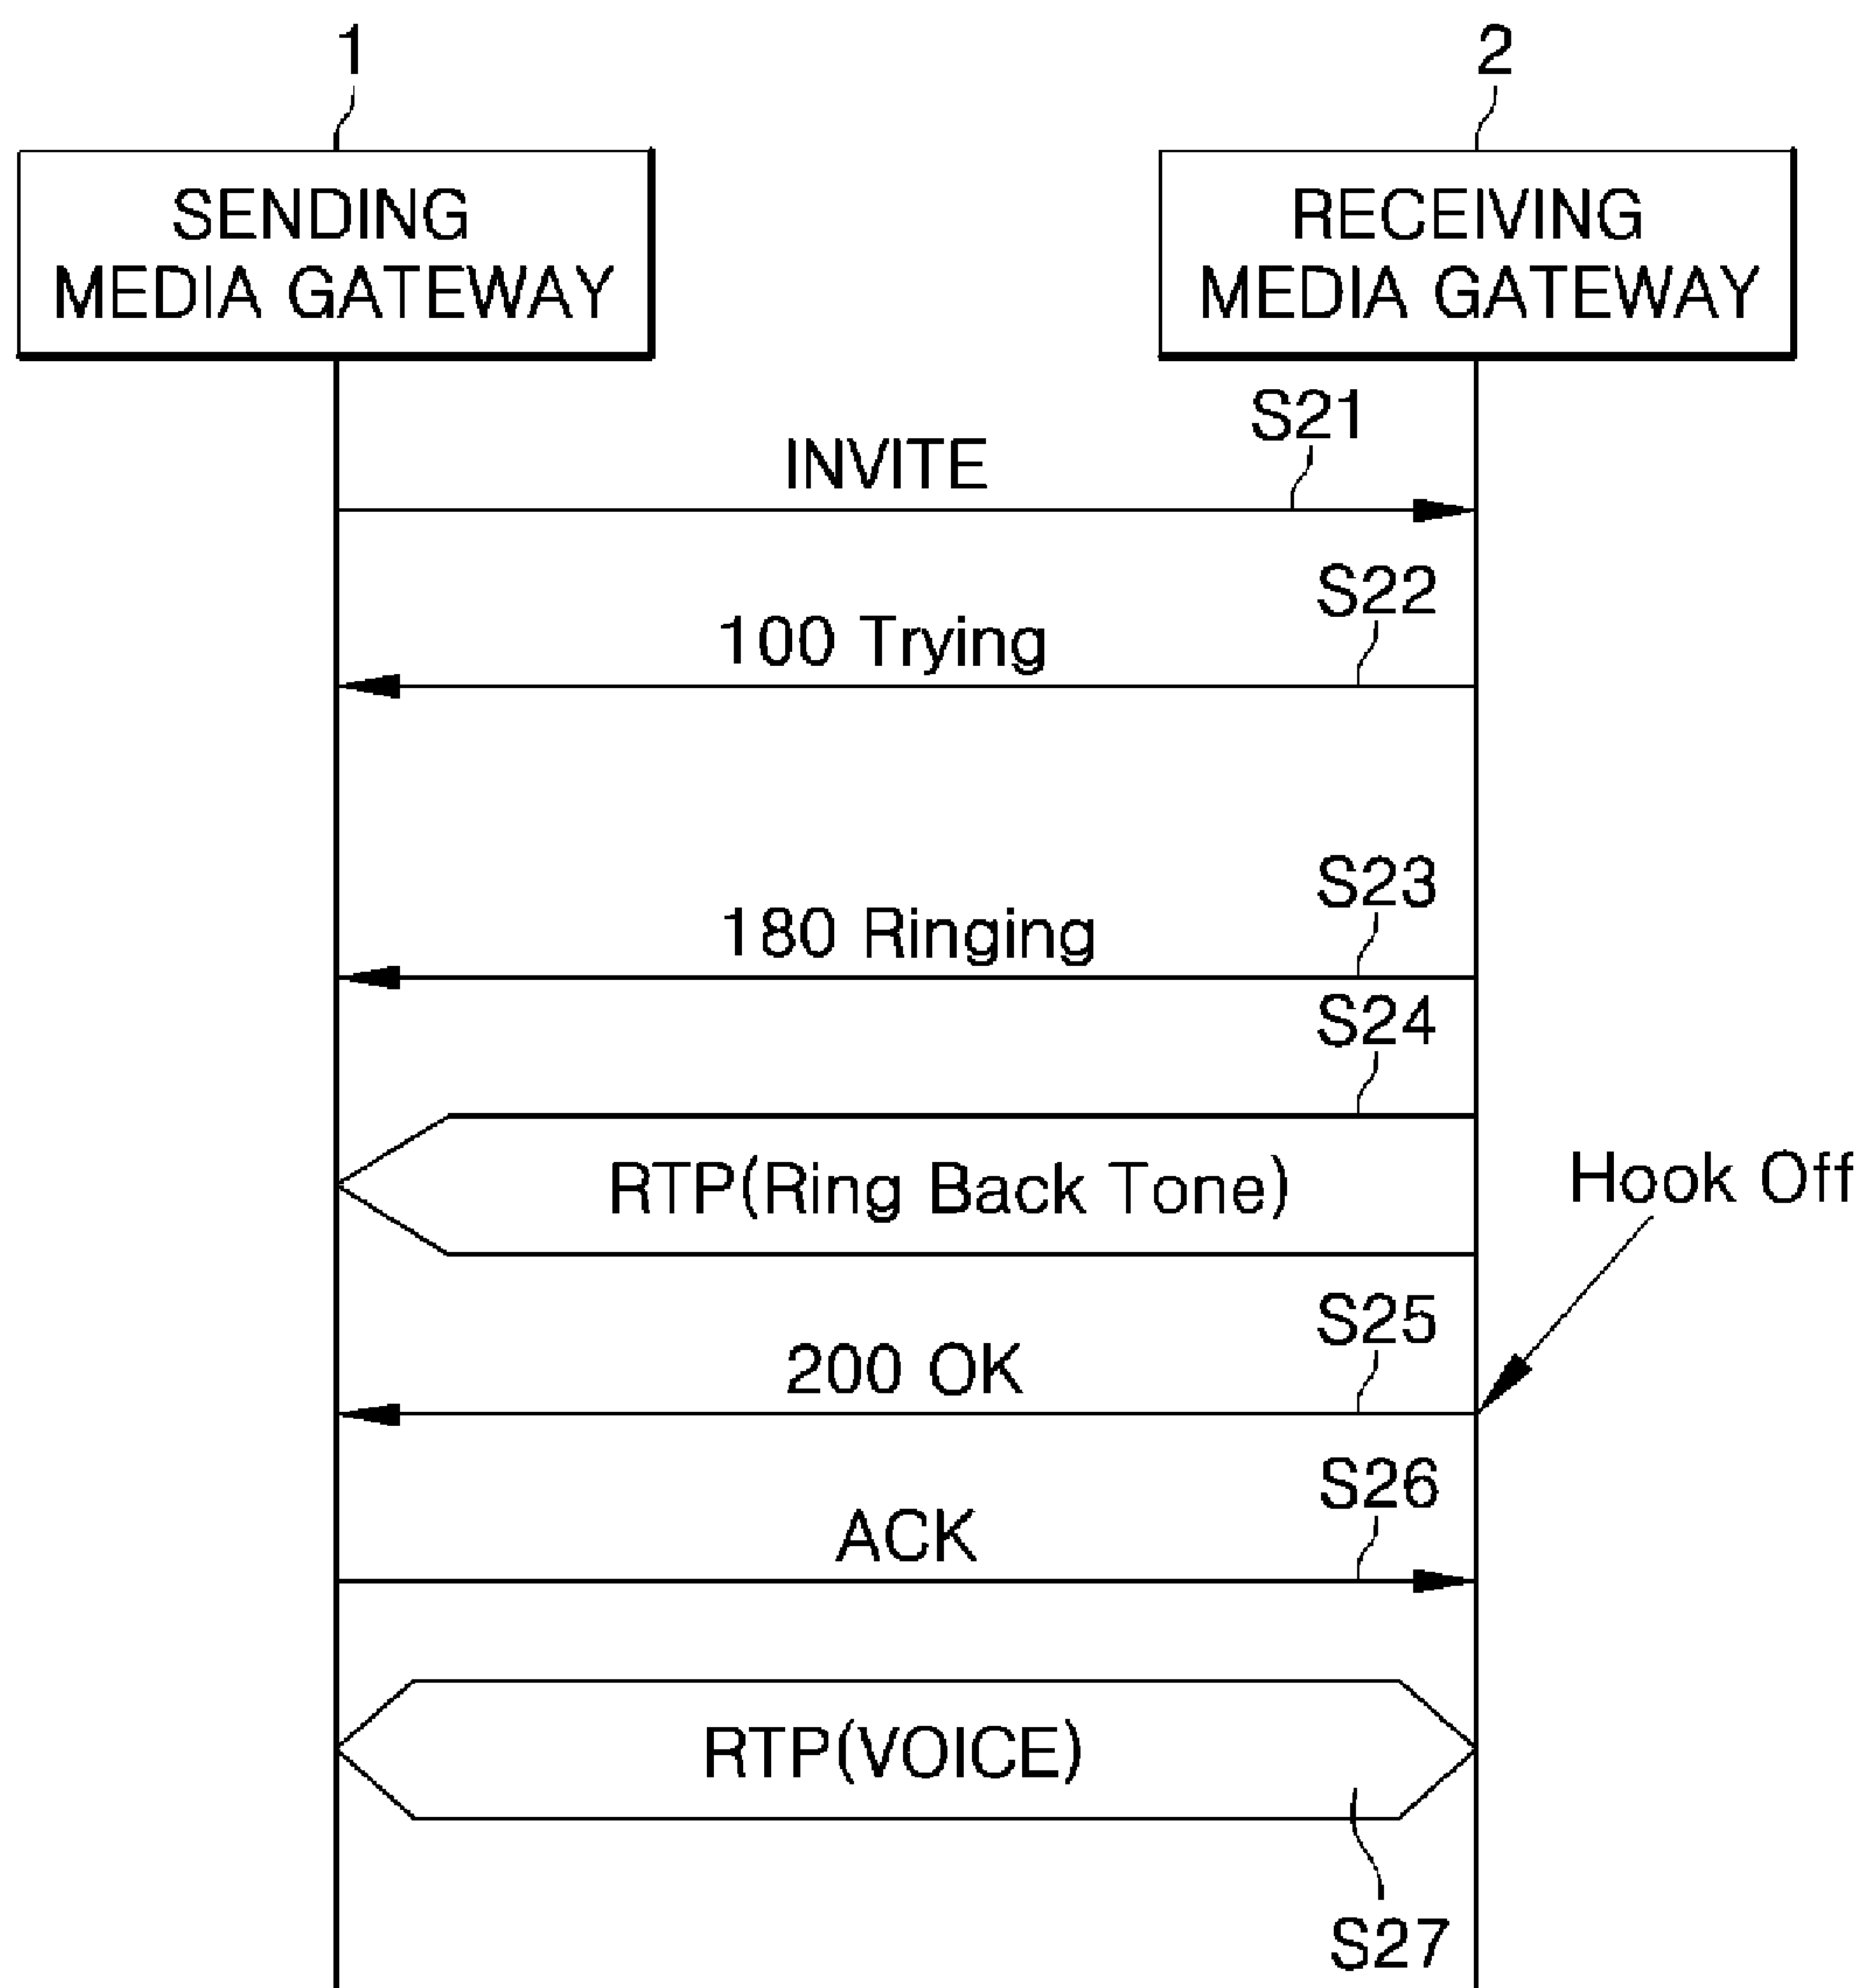 1
2
SENDING
MEDIA GATEWAY
RECEIVING
MEDIA GATEWAY
S21
INVITE
S22
100 Trying
S23
180 Ringing
S24
RTP(Ring Back Tone)
Hook Off
S25
200 OK
S26
ACK
RTP(VOICE)
S27